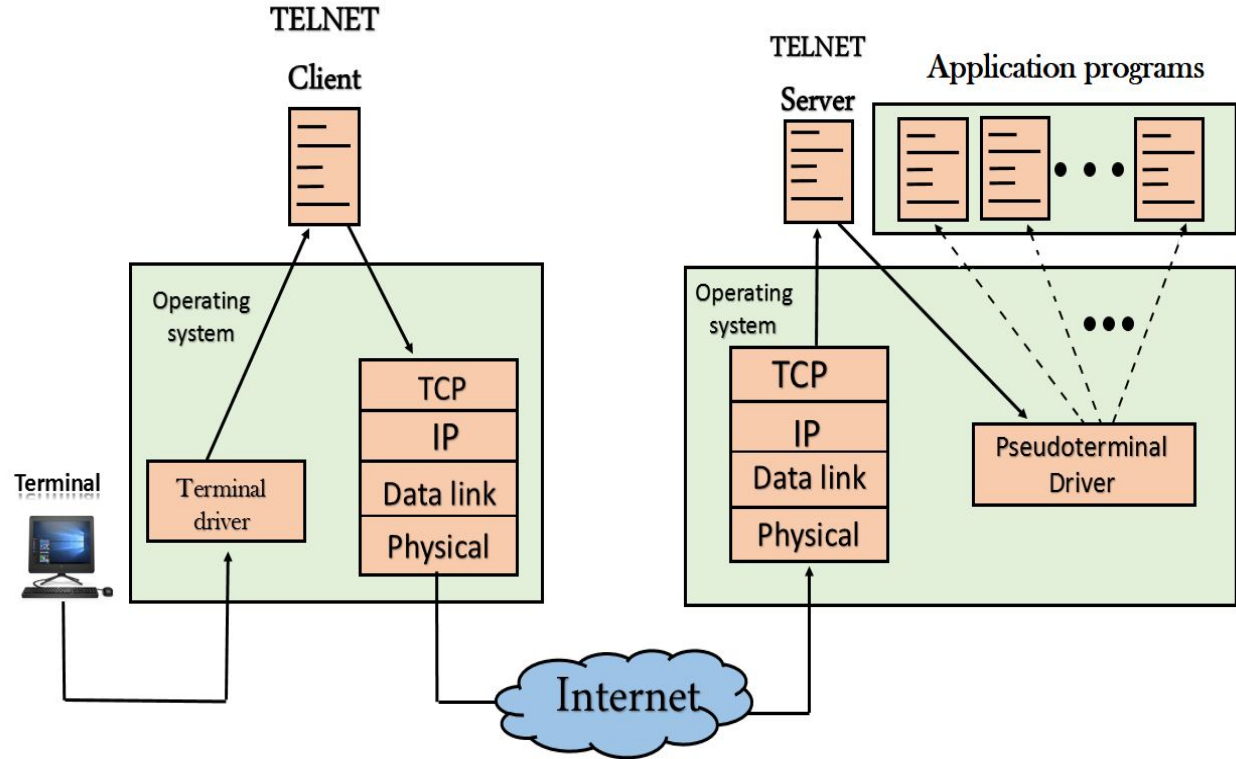 TELNET
Client
TELNET
Server
Application programs
Operating
system
TCP
IP
Data link
Physical
Terminal
driver
Terminal
Operating
system
TCP
IP
Data link
Physical
Pseudoterminal
Driver
Internet